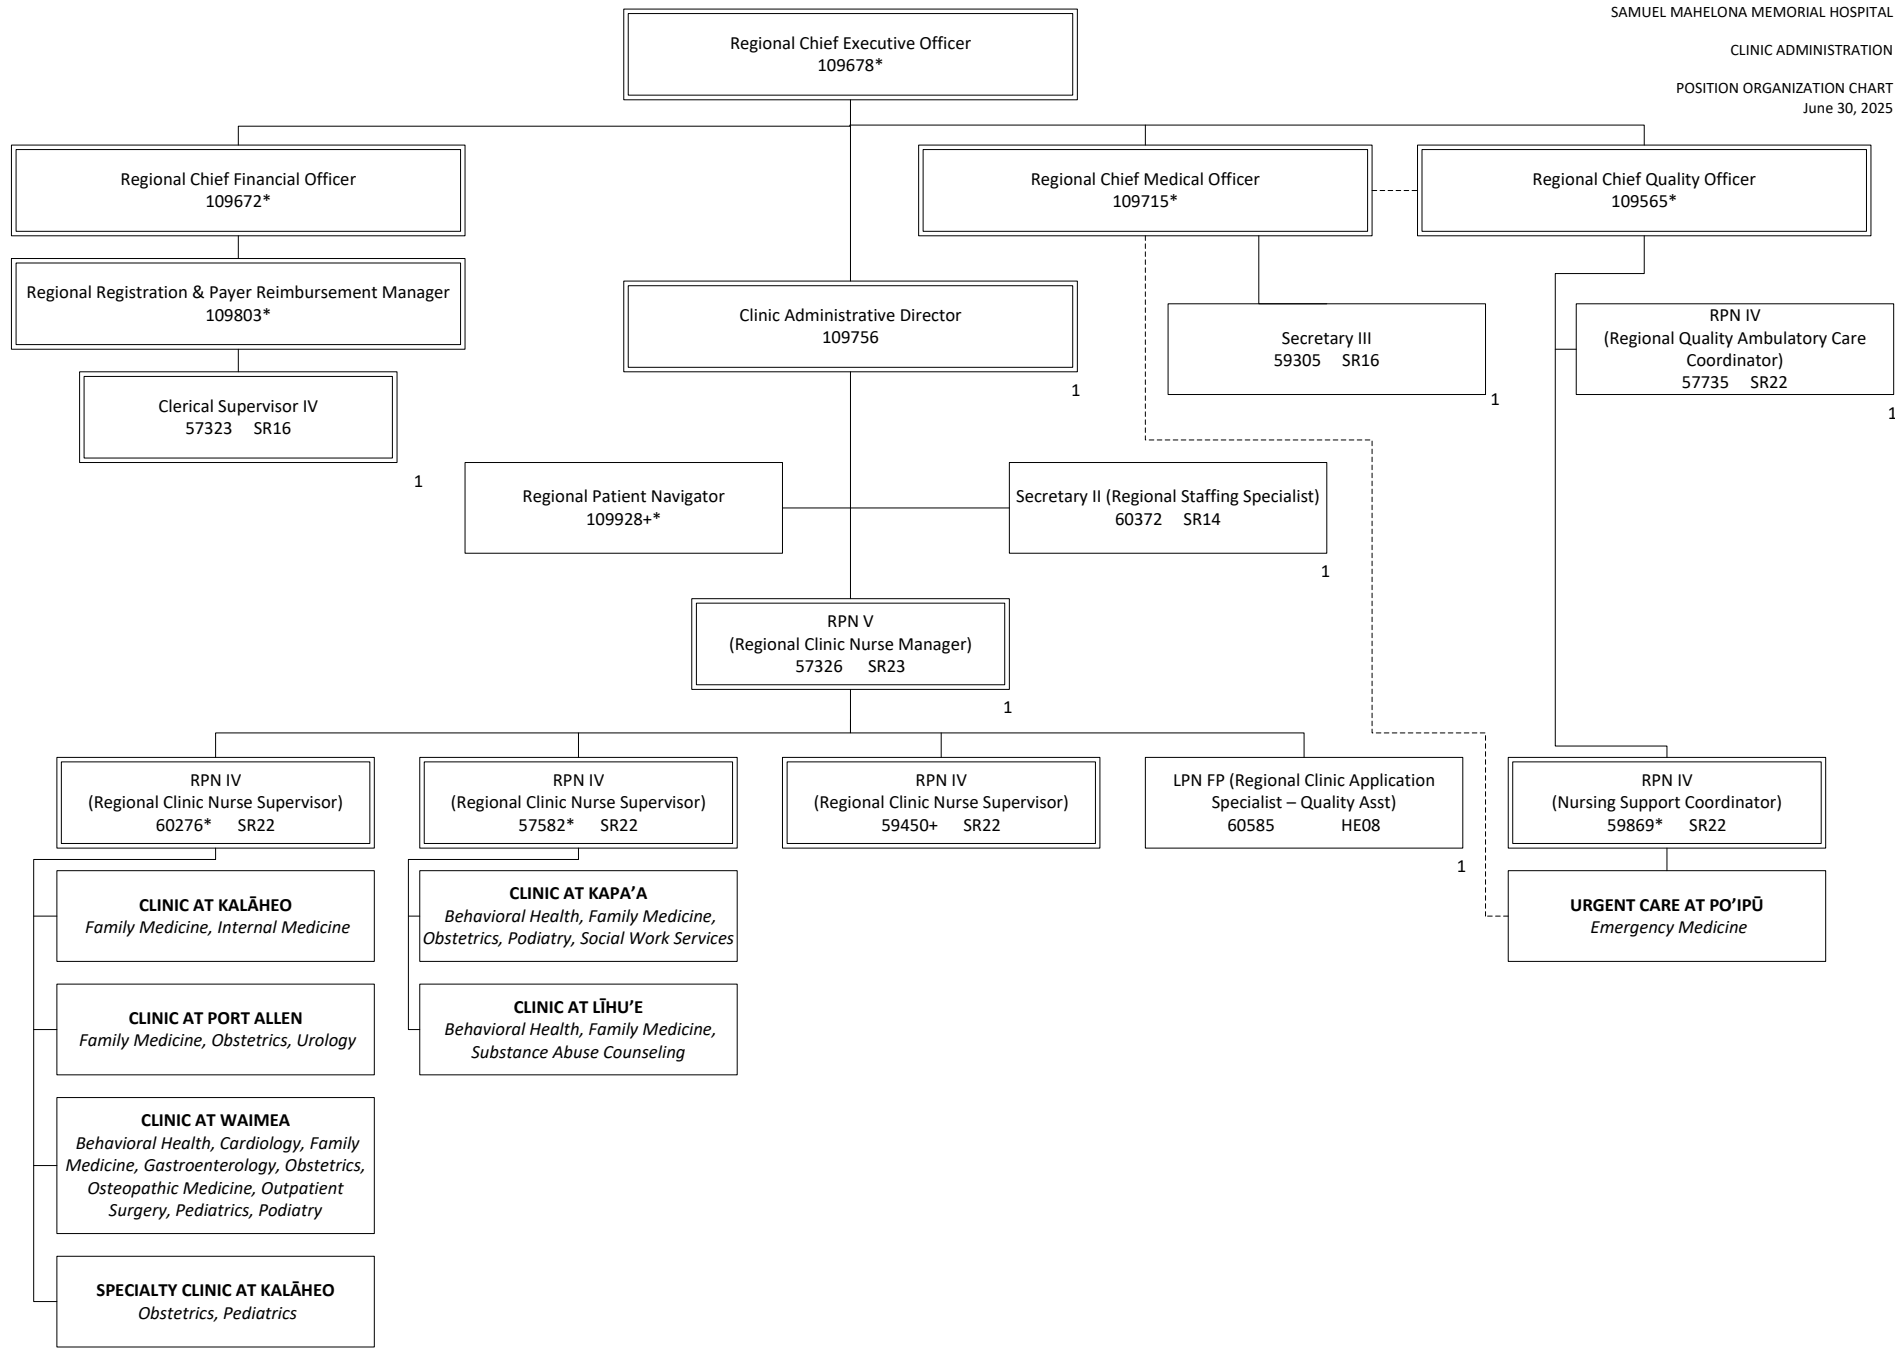 SAMUEL MAHELONA MEMORIAL HOSPITAL
CLINIC ADMINISTRATION
POSITION ORGANIZATION CHART
June 30, 2025
Regional Chief Executive Officer
109678*
Regional Chief Financial Officer
109672*
Regional Chief Medical Officer
109715*
Regional Chief Quality Officer
109565*
Regional Registration & Payer Reimbursement Manager
109803*
Clinic Administrative Director
109756
1
Secretary III
59305 SR16
1
RPN IV
(Regional Quality Ambulatory Care
Coordinator)
57735 SR22
1
Clerical Supervisor IV
57323 SR16
1
Regional Patient Navigator
109928+*
Secretary II (Regional Staffing Specialist)
60372 SR14
1
RPN V
(Regional Clinic Nurse Manager)
57326 SR23
1
RPN IV
(Regional Clinic Nurse Supervisor)
60276* SR22
RPN IV
(Regional Clinic Nurse Supervisor)
57582* SR22
RPN IV
(Regional Clinic Nurse Supervisor)
59450+ SR22
LPN FP (Regional Clinic Application
Specialist – Quality Asst)
60585 HE08
1
RPN IV
(Nursing Support Coordinator)
59869* SR22
CLINIC AT KALĀHEO
Family Medicine, Internal Medicine
CLINIC AT PORT ALLEN
Family Medicine, Obstetrics, Urology
CLINIC AT WAIMEA
Behavioral Health, Cardiology, Family
Medicine, Gastroenterology, Obstetrics,
Osteopathic Medicine, Outpatient
Surgery, Pediatrics, Podiatry
SPECIALTY CLINIC AT KALĀHEO
Obstetrics, Pediatrics
CLINIC AT KAPA’A
Behavioral Health, Family Medicine,
Obstetrics, Podiatry, Social Work Services
CLINIC AT LĪHU’E
Behavioral Health, Family Medicine,
Substance Abuse Counseling
URGENT CARE AT PO’IPŪ
Emergency Medicine